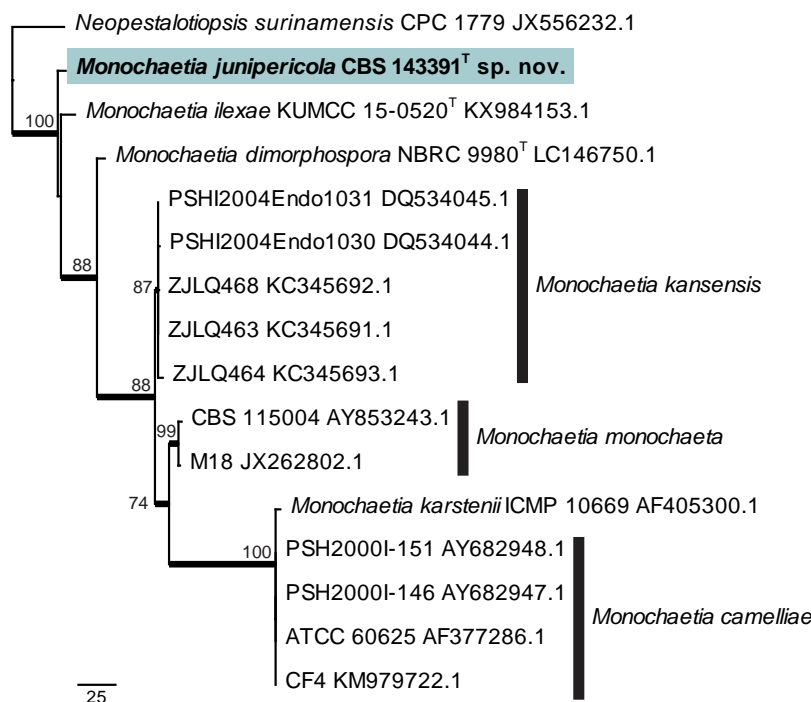 Neopestalotiopsis surinamensis CPC 1779 JX556232.1
Monochaetia junipericola CBS 143391ᵀ sp. nov.
100
Monochaetia ilexae KUMCC 15-0520ᵀ KX984153.1
Monochaetia dimorphospora NBRC 9980ᵀ LC146750.1
PSHI2004Endo1031 DQ534045.1
PSHI2004Endo1030 DQ534044.1
88
87
ZJLQ468 KC345692.1
Monochaetia kansensis
ZJLQ463 KC345691.1
ZJLQ464 KC345693.1
88
CBS 115004 AY853243.1
99
Monochaetia monochaeta
M18 JX262802.1
74
Monochaetia karstenii ICMP 10669 AF405300.1
100
PSH2000I-151 AY682948.1
PSH2000I-146 AY682947.1
Monochaetia camelliae
ATCC 60625 AF377286.1
CF4 KM979722.1
25